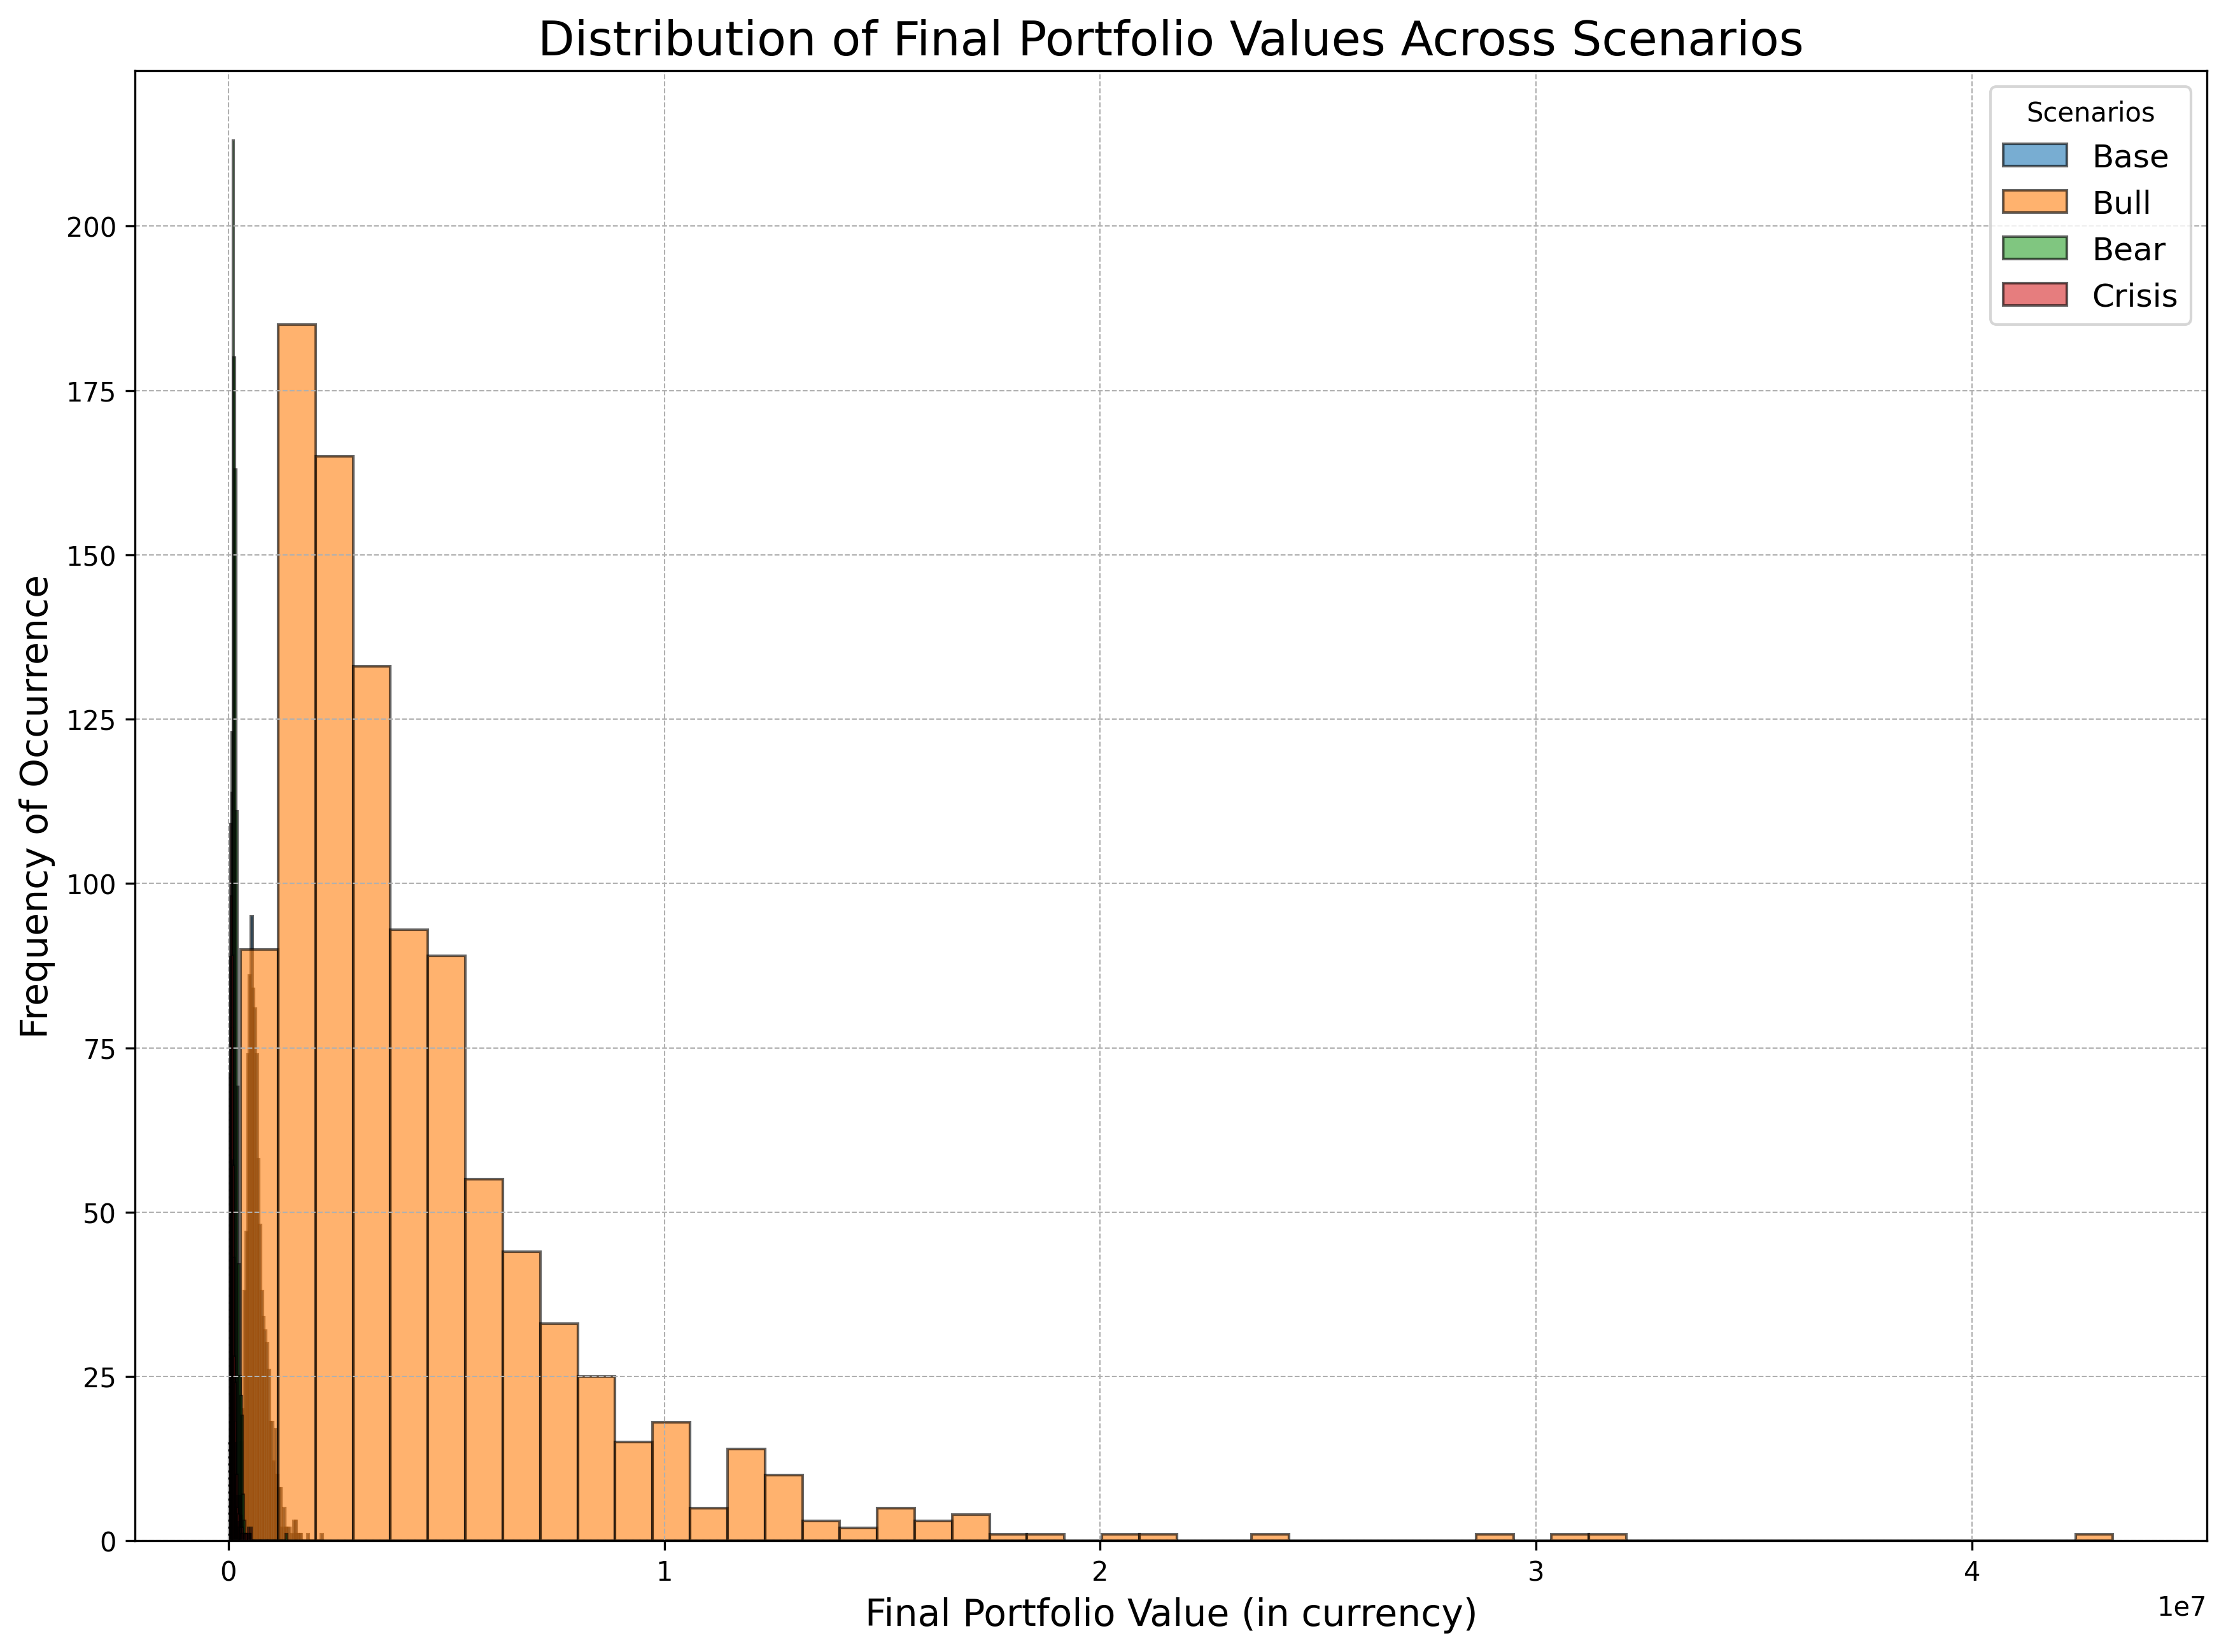 Distribution of Final Portfolio Values Across Scenarios
Scenarios
Base
Bull
Bear
Crisis
Frequency of Occurrence
200
175
150
125
100
75
50
25
0
0 1 2 3 4
1e7
Final Portfolio Value (in currency)